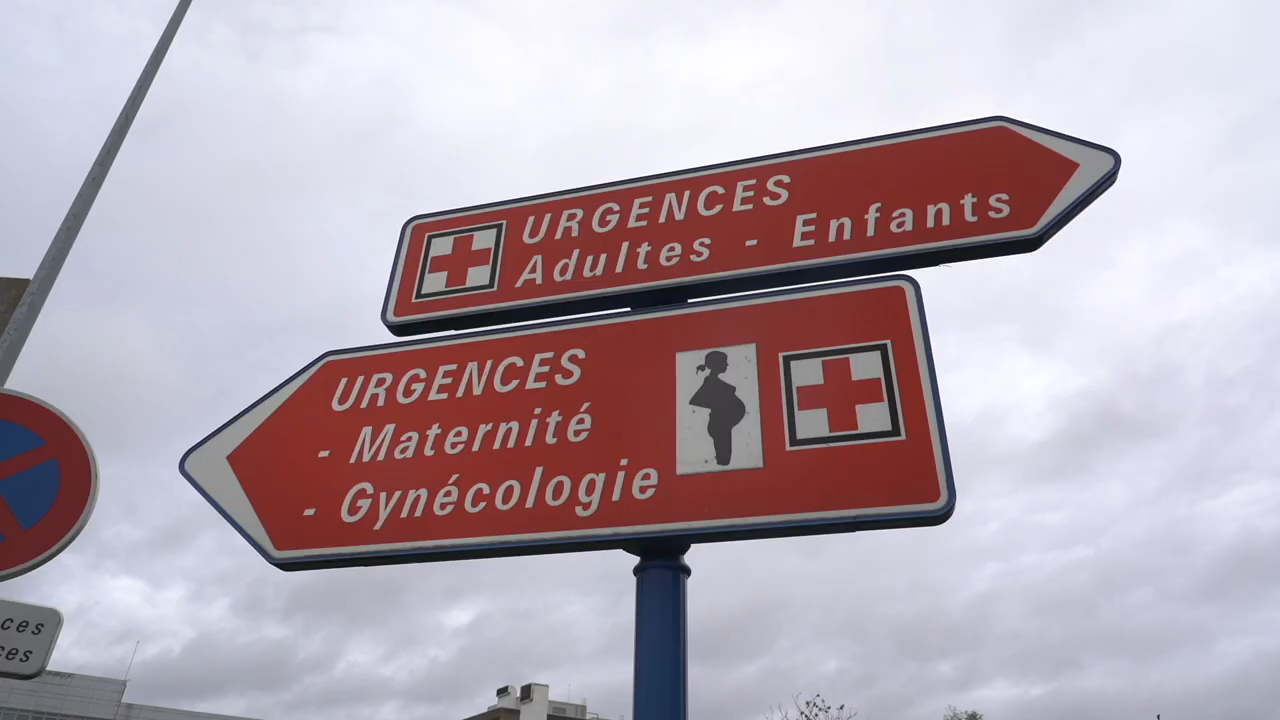 URGENCES
Adultes - Enfants
URGENCES
- Maternité
- Gynécologie